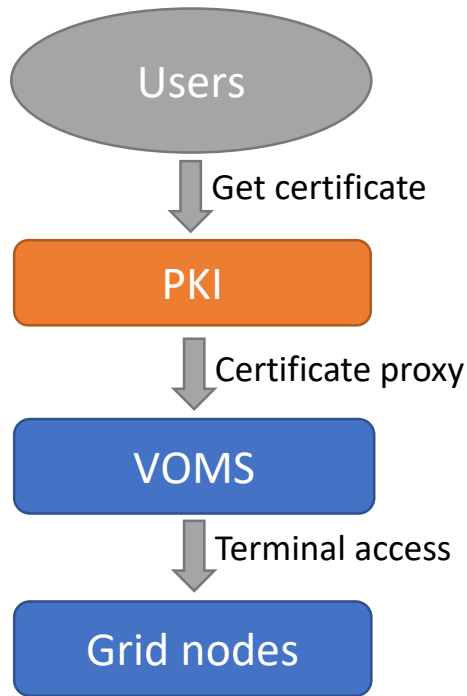 Users
Get certificate
PKI
Certificate proxy
VOMS
Terminal access
Grid nodes